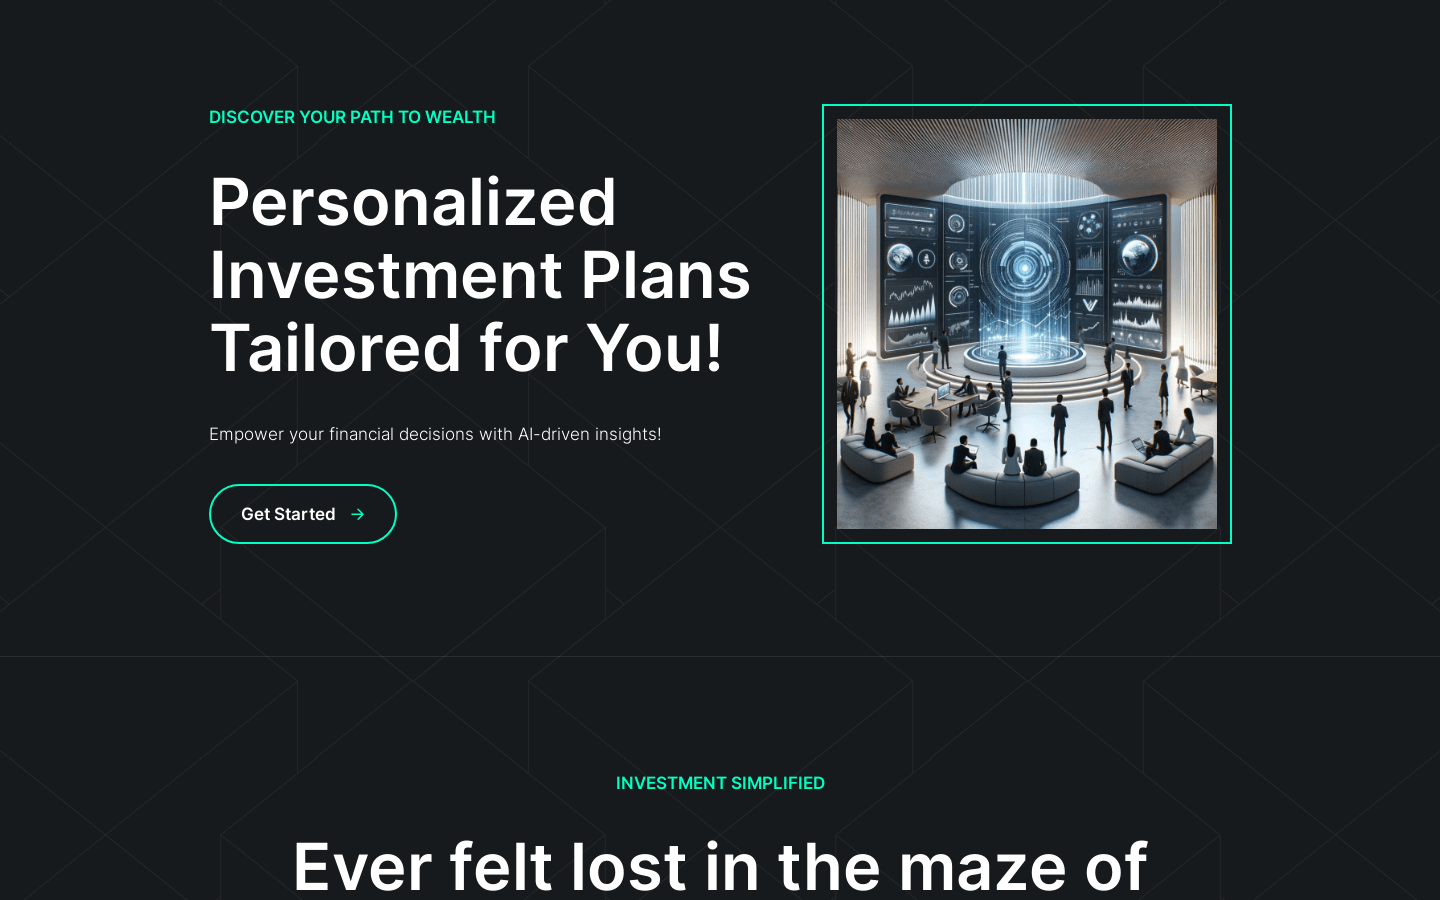 DISCOVER YOUR PATH TO WEALTH
Personalized
Investment Plans
Tailored for You!
Empower your financial decisions with AI-driven insights!
Get Started
INVESTMENT SIMPLIFIED
Ever felt lost in the maze of